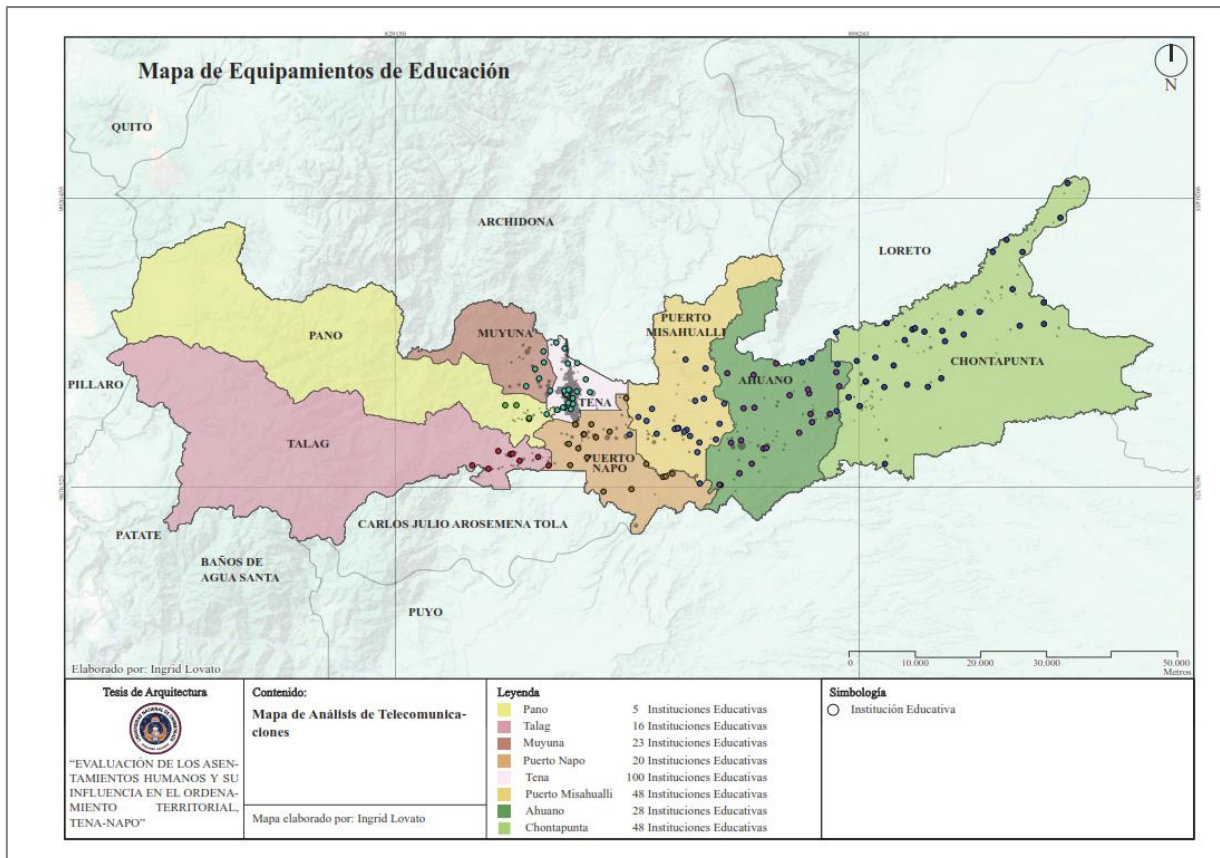 829150
898261
Mapa de Equipamientos de Educación
N
QUITO
ARCHIDONA
LORETO
PUERTO
MISAHUALLI
PANO
MUYUNA
CHONTAPUNTA
PILLARO
AHUANO
TENA
TALAG
PUERTO
NAPO
CARLOS JULIO AROSEMENA TOLA
PATATE
BAÑOS DE
AGUA SANTA
PUYO
Elaborado por: Ingrid Lovato
0 10.000 20.000 30.000 50.000
Metros
Tesis de Arquitectura
“EVALUACIÓN DE LOS ASEN-
TAMIENTOS HUMANOS Y SU
INFLUENCIA EN EL ORDENA-
MIENTO TERRITORIAL,
TENA-NAPO”
Contenido:
Mapa de Análisis de Telecomunica-
ciones
Mapa elaborado por: Ingrid Lovato
Leyenda
Pano 5 Instituciones Educativas
Talag 16 Instituciones Educativas
Muyuna 23 Instituciones Educativas
Puerto Napo 20 Instituciones Educativas
Tena 100 Instituciones Educativas
Puerto Misahualli 48 Instituciones Educativas
Ahuano 28 Instituciones Educativas
Chontapunta 48 Instituciones Educativas
Simbología
Institución Educativa